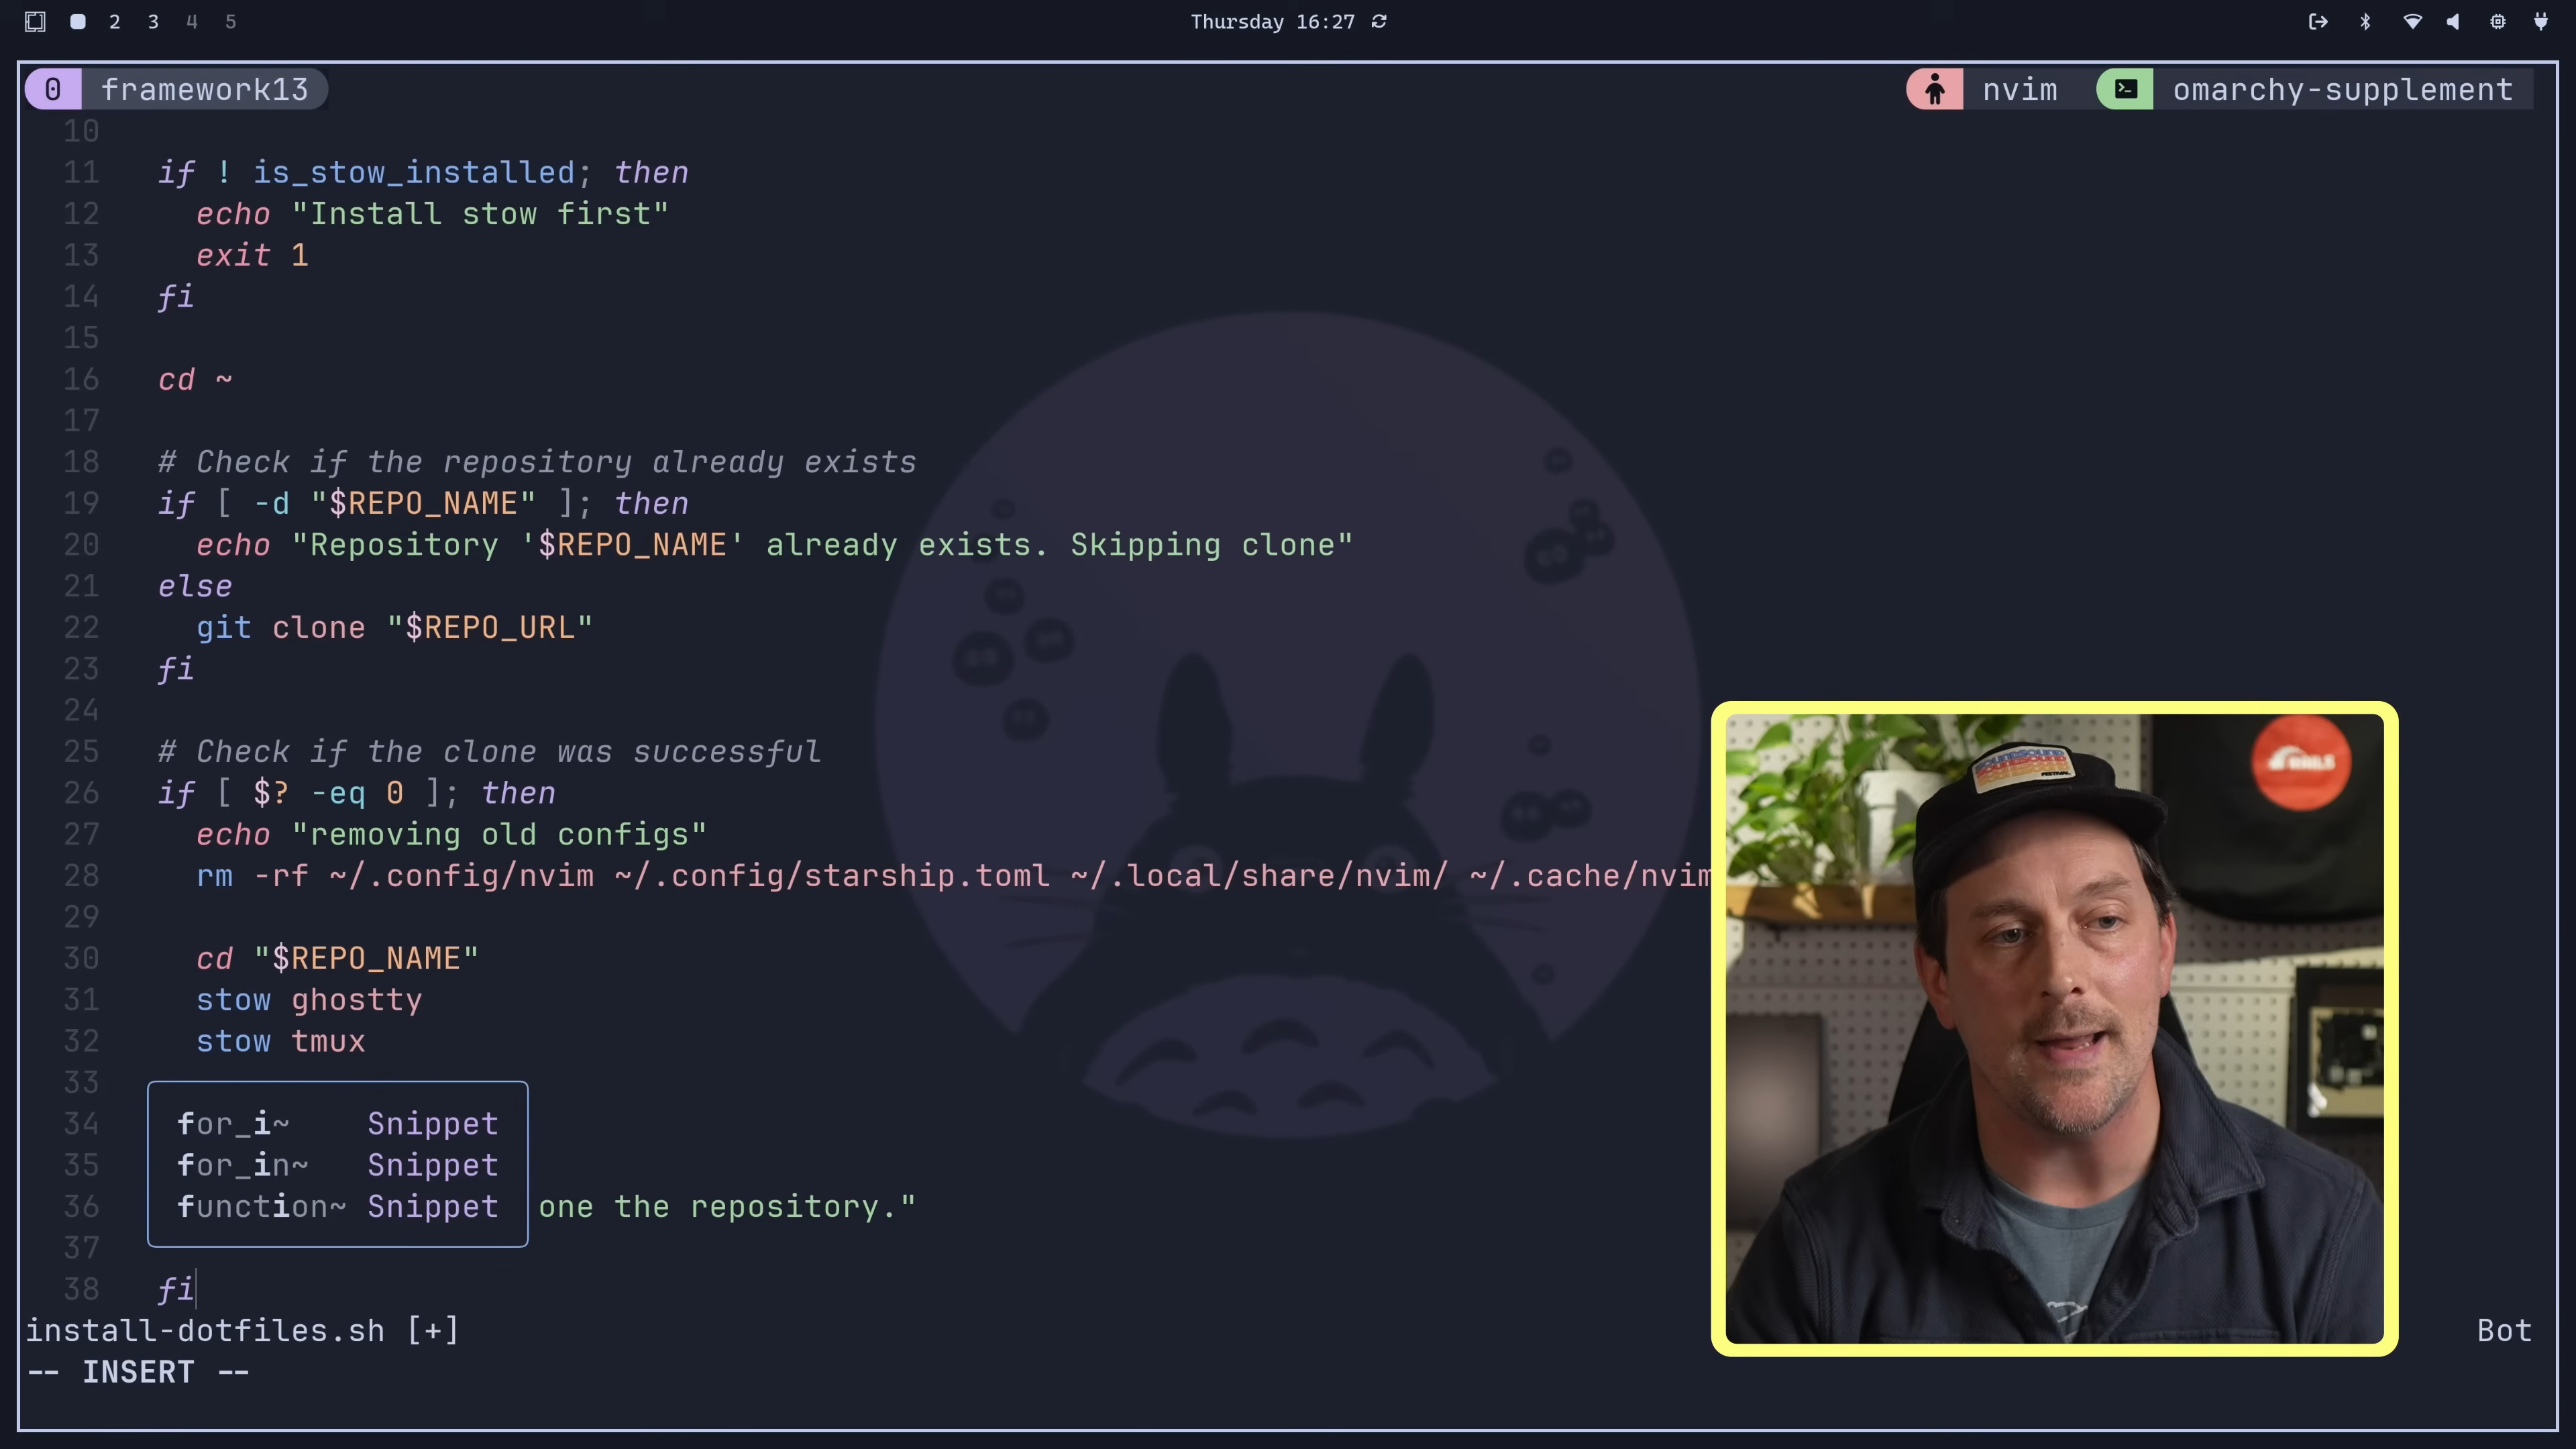 2 3 4 5
Thursday 16:27
0 framework13
nvim omarchy-supplement
10
11 if ! is_stow_installed; then
12 echo "Install stow first"
13 exit 1
14 fi
15
16 cd ~
17
18 # Check if the repository already exists
19 if [ -d "$REPO_NAME" ]; then
20 echo "Repository '$REPO_NAME' already exists. Skipping clone"
21 else
22 git clone "$REPO_URL"
23 fi
24
25 # Check if the clone was successful
26 if [ $? -eq 0 ]; then
27 echo "removing old configs"
28 rm -rf ~/.config/nvim ~/.config/starship.toml ~/.local/share/nvim/ ~/.cache/nvim
29
30 cd "$REPO_NAME"
31 stow ghostty
32 stow tmux
33
34 for_i~ Snippet
35 for_in~ Snippet
36 function~ Snippet one the repository."
37
38 fi
install-dotfiles.sh [+] Bot
-- INSERT --
RAILS